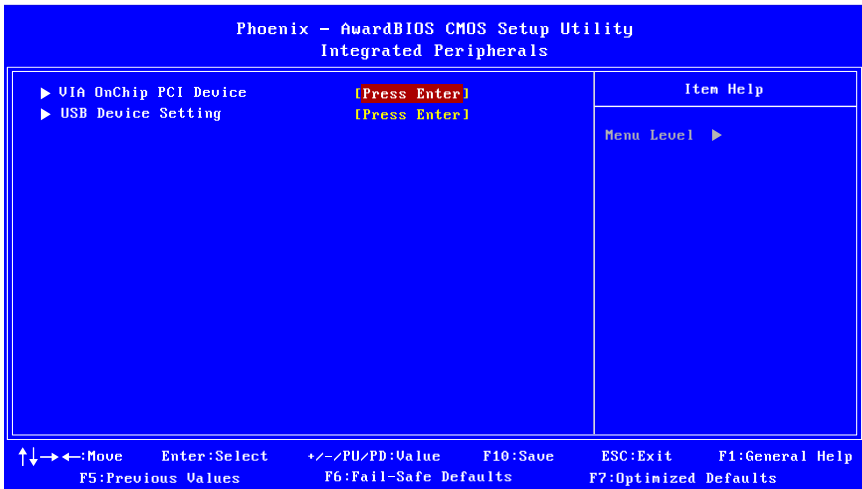 Phoenix – AwardBIOS CMOS Setup Utility
Integrated Peripherals
▶ VIA OnChip PCI Device [Press Enter]
▶ USB Device Setting [Press Enter]
Item Help
Menu Level ▶
↑↓→←:Move Enter:Select +/-/PU/PD:Value F10:Save ESC:Exit F1:General Help
F5:Previous Values F6:Fail-Safe Defaults F7:Optimized Defaults